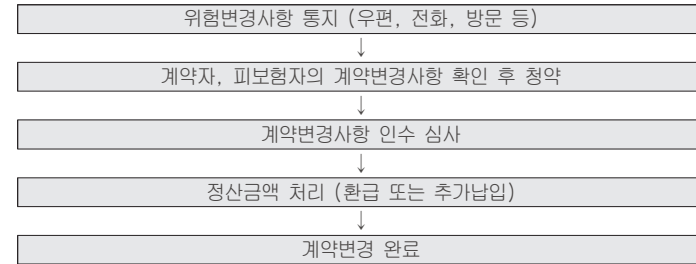 위험변경사항 통지 (우편, 전화, 방문 등)
↓
계약자, 피보험자의 계약변경사항 확인 후 청약
↓
계약변경사항 인수 심사
↓
정산금액 처리 (환급 또는 추가납입)
↓
계약변경 완료